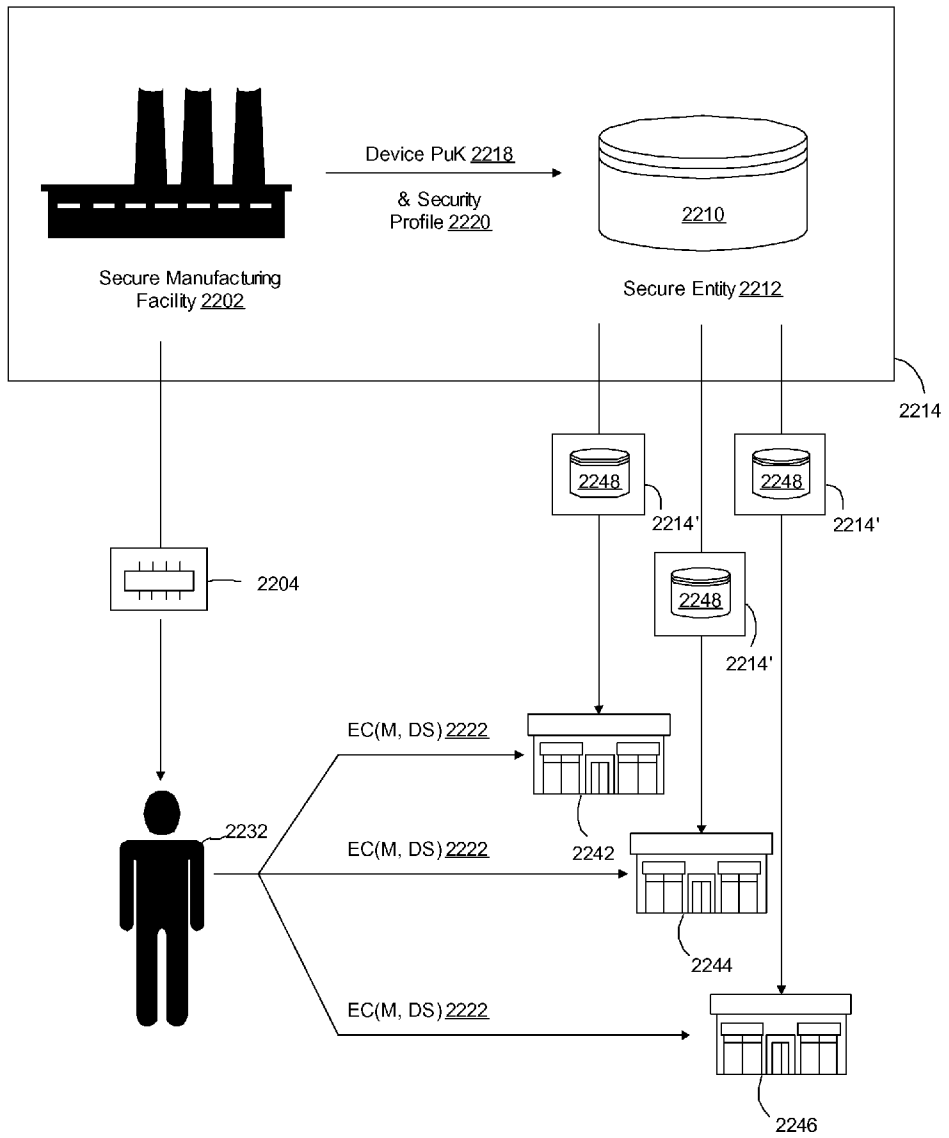 Device PuK 2218
& Security
Profile 2220
2210
Secure Manufacturing
Facility 2202
Secure Entity 2212
2214
2248
2248
2214'
2214'
2204
2248
2214'
EC(M, DS) 2222
2232
2242
EC(M, DS) 2222
2244
EC(M, DS) 2222
2246